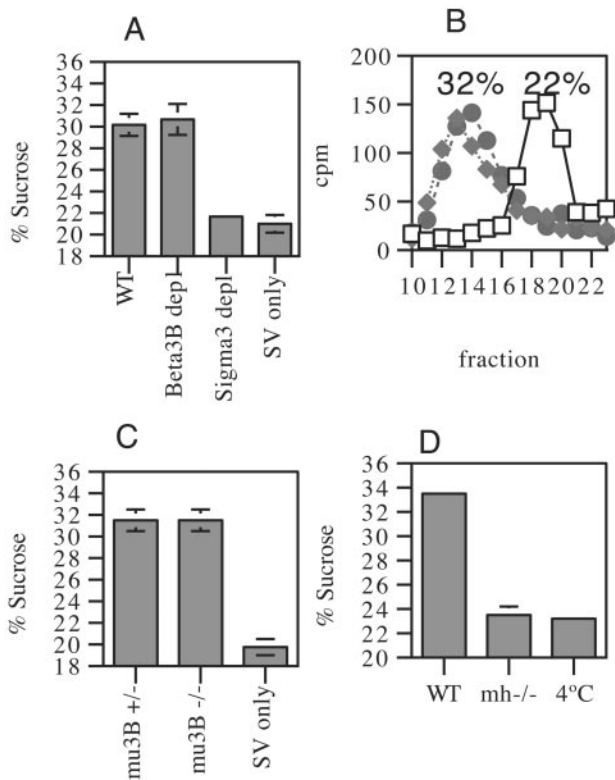 A
36
34
32
30
28
26
24
22
20
18
% Sucrose
WT
Beta3B depl
Sigma3 depl
SV only
B
200
150
100
50
0
cpm
32%
22%
10 12 14 16 18 20 22
fraction
C
36
34
32
30
28
26
24
22
20
18
% Sucrose
mu3B +/-
mu3B -/-
SV only
D
36
34
32
30
28
26
24
22
20
% Sucrose
WT
mh-/-
4°C